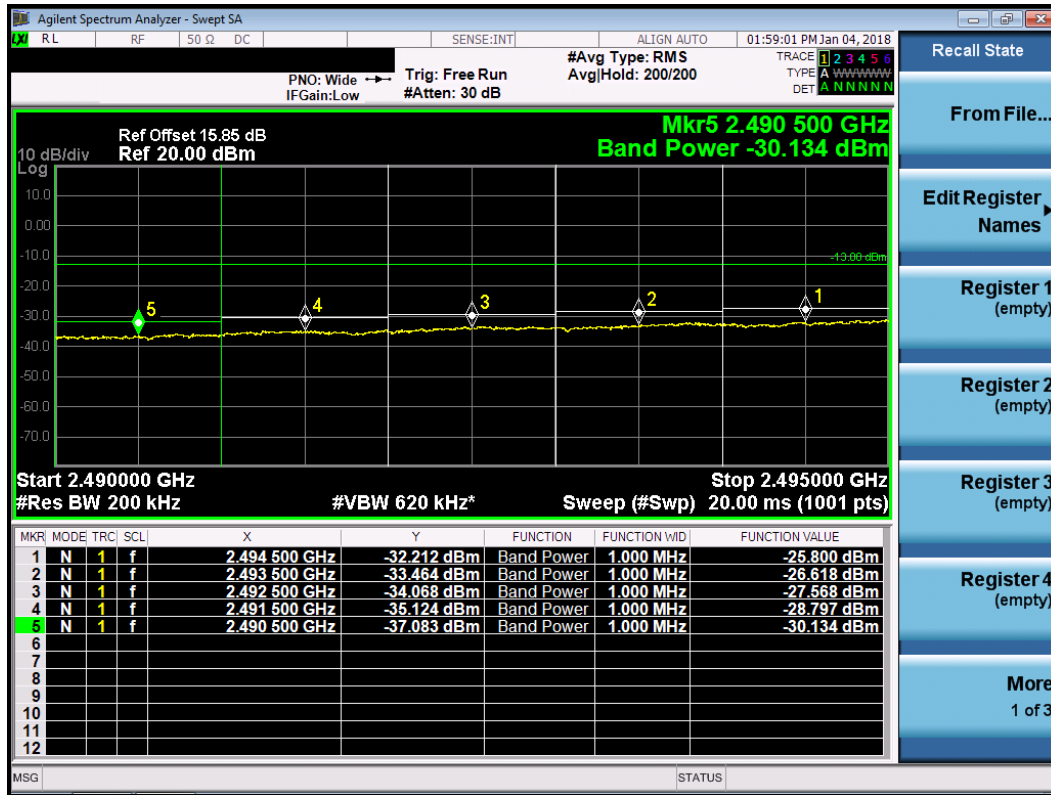 Agilent Spectrum Analyzer - Swept SA
LXI RL RF 50 Ω DC SENSE:INT ALIGN AUTO 01:59:01 PM Jan 04, 2018
PNO: Wide
IFGain:Low
Trig: Free Run
#Atten: 30 dB
#Avg Type: RMS
Avg|Hold: 200/200
TRACE 1 2 3 4 5 6
TYPE A WWWWW
DET A N N N N N
Mkr5 2.490 500 GHz
Band Power -30.134 dBm
Ref Offset 15.85 dB
10 dB/div Ref 20.00 dBm
Log
10.0
0.00
-10.0
-13.00 dBm
-20.0
-30.0
-40.0
-50.0
-60.0
-70.0
5 4 3 2 1
Start 2.490000 GHz Stop 2.495000 GHz
#Res BW 200 kHz #VBW 620 kHz* Sweep (#Swp) 20.00 ms (1001 pts)
MKR MODE TRC SCL X Y FUNCTION FUNCTION WID FUNCTION VALUE
1 N 1 f 2.494 500 GHz -32.212 dBm Band Power 1.000 MHz -25.800 dBm
2 N 1 f 2.493 500 GHz -33.464 dBm Band Power 1.000 MHz -26.618 dBm
3 N 1 f 2.492 500 GHz -34.068 dBm Band Power 1.000 MHz -27.568 dBm
4 N 1 f 2.491 500 GHz -35.124 dBm Band Power 1.000 MHz -28.797 dBm
5 N 1 f 2.490 500 GHz -37.083 dBm Band Power 1.000 MHz -30.134 dBm
6
7
8
9
10
11
12
MSG STATUS
Recall State
From File...
Edit Register
Names
Register 1
(empty)
Register 2
(empty)
Register 3
(empty)
Register 4
(empty)
More
1 of 3